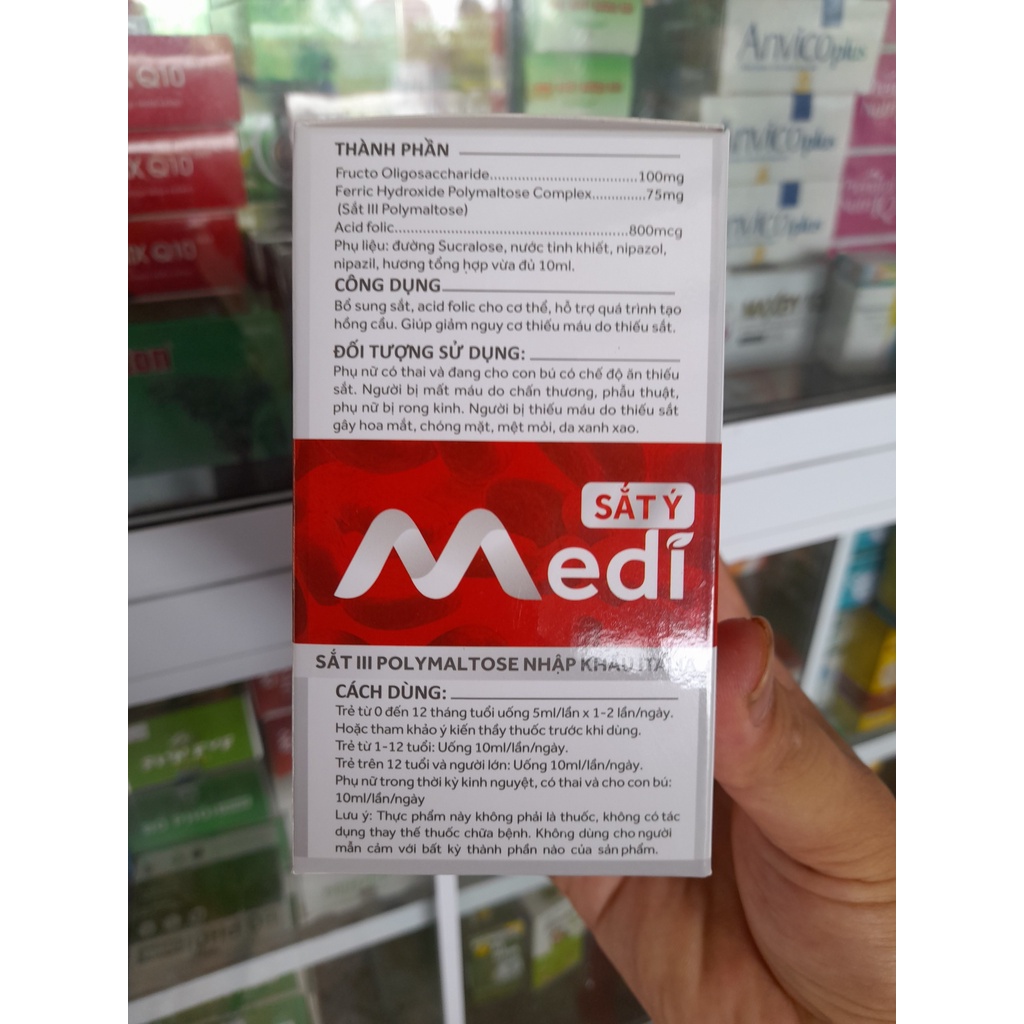 Anvicoplus
Anvicoplus
Anvicoplus
Q10
X Q10
X Q10
THÀNH PHẦN
Fructo Oligosaccharide....................................100mg
Ferric Hydroxide Polymaltose Complex.............75mg
(Sắt III Polymaltose)
Acid folic.........................................................800mcg
Phụ liệu: đường Sucralose, nước tinh khiết, nipazol,
nipazil, hương tổng hợp vừa đủ 10ml.
CÔNG DỤNG
Bổ sung sắt, acid folic cho cơ thể, hỗ trợ quá trình tạo
hồng cầu. Giúp giảm nguy cơ thiếu máu do thiếu sắt.
ĐỐI TƯỢNG SỬ DỤNG:
Phụ nữ có thai và đang cho con bú có chế độ ăn thiếu
sắt. Người bị mất máu do chấn thương, phẫu thuật,
phụ nữ bị rong kinh. Người bị thiếu máu do thiếu sắt
gây hoa mắt, chóng mặt, mệt mỏi, da xanh xao.
SẮT Ý
Medi
SẮT III POLYMALTOSE NHẬP KHẨU ITALIA
CÁCH DÙNG:
Trẻ từ 0 đến 12 tháng tuổi uống 5ml/lần x 1-2 lần/ngày.
Hoặc tham khảo ý kiến thầy thuốc trước khi dùng.
Trẻ từ 1-12 tuổi: Uống 10ml/lần/ngày.
Trẻ trên 12 tuổi và người lớn: Uống 10ml/lần/ngày.
Phụ nữ trong thời kỳ kinh nguyệt, có thai và cho con bú:
10ml/lần/ngày
Lưu ý: Thực phẩm này không phải là thuốc, không có tác
dụng thay thế thuốc chữa bệnh. Không dùng cho người
mẫn cảm với bất kỳ thành phần nào của sản phẩm.